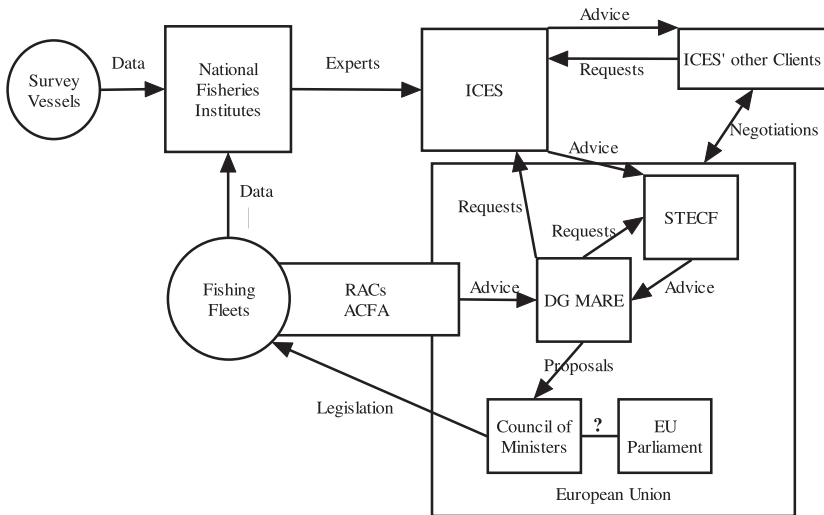 Advice
ICES' other Clients
Requests
Survey
Vessels
Data
National
Fisheries
Institutes
Experts
ICES
Negotiations
Advice
STECF
Requests
Requests
Data
Fishing
Fleets
RACs
ACFA
Advice
DG MARE
Advice
Proposals
Legislation
Council of
Ministers
?
EU
Parliament
European Union